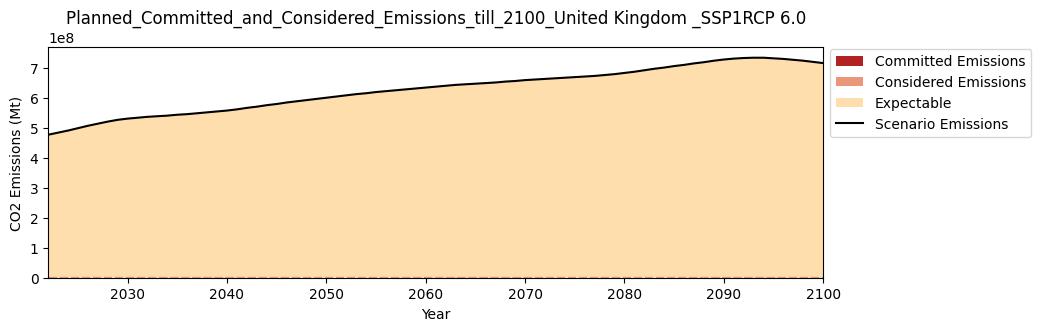 Planned_Committed_and_Considered_Emissions_till_2100_United Kingdom _SSP1RCP 6.0
1e8
7
6
5
4
3
2
1
0
CO2 Emissions (Mt)
2030 2040 2050 2060 2070 2080 2090 2100
Year
Committed Emissions
Considered Emissions
Expectable
Scenario Emissions